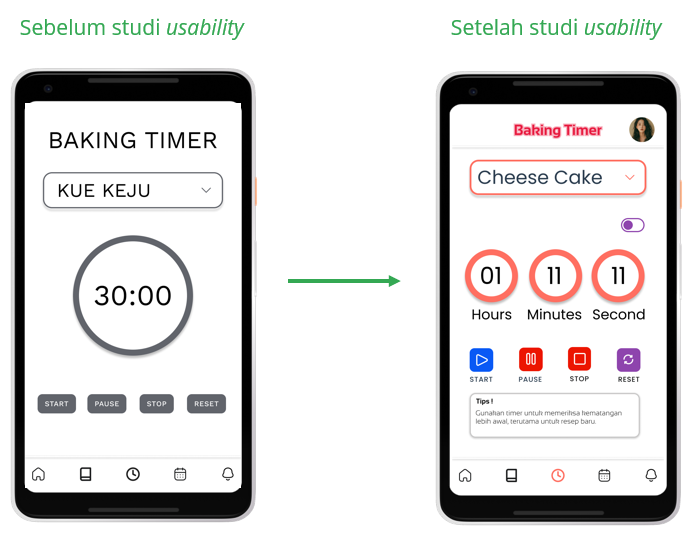 Sebelum studi usability
Setelah studi usability
BAKING TIMER
KUE KEJU
30:00
START
PAUSE
STOP
RESET
Baking Timer
Cheese Cake
01
11
11
Hours
Minutes
Second
START
PAUSE
STOP
RESET
Tips !
Gunakan timer untuk memeriksa kematangan
lebih awal, terutama untuk resep baru.